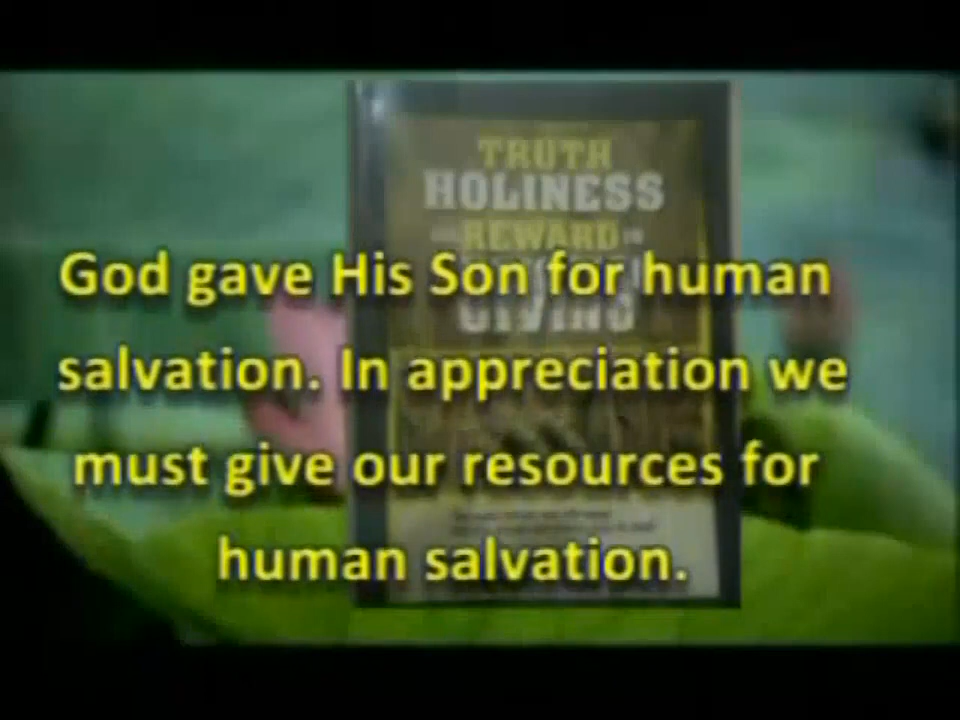 TRUTH
HOLINESS
REWARD
GIVING
God gave His Son for human
salvation. In appreciation we
must give our resources for
human salvation.